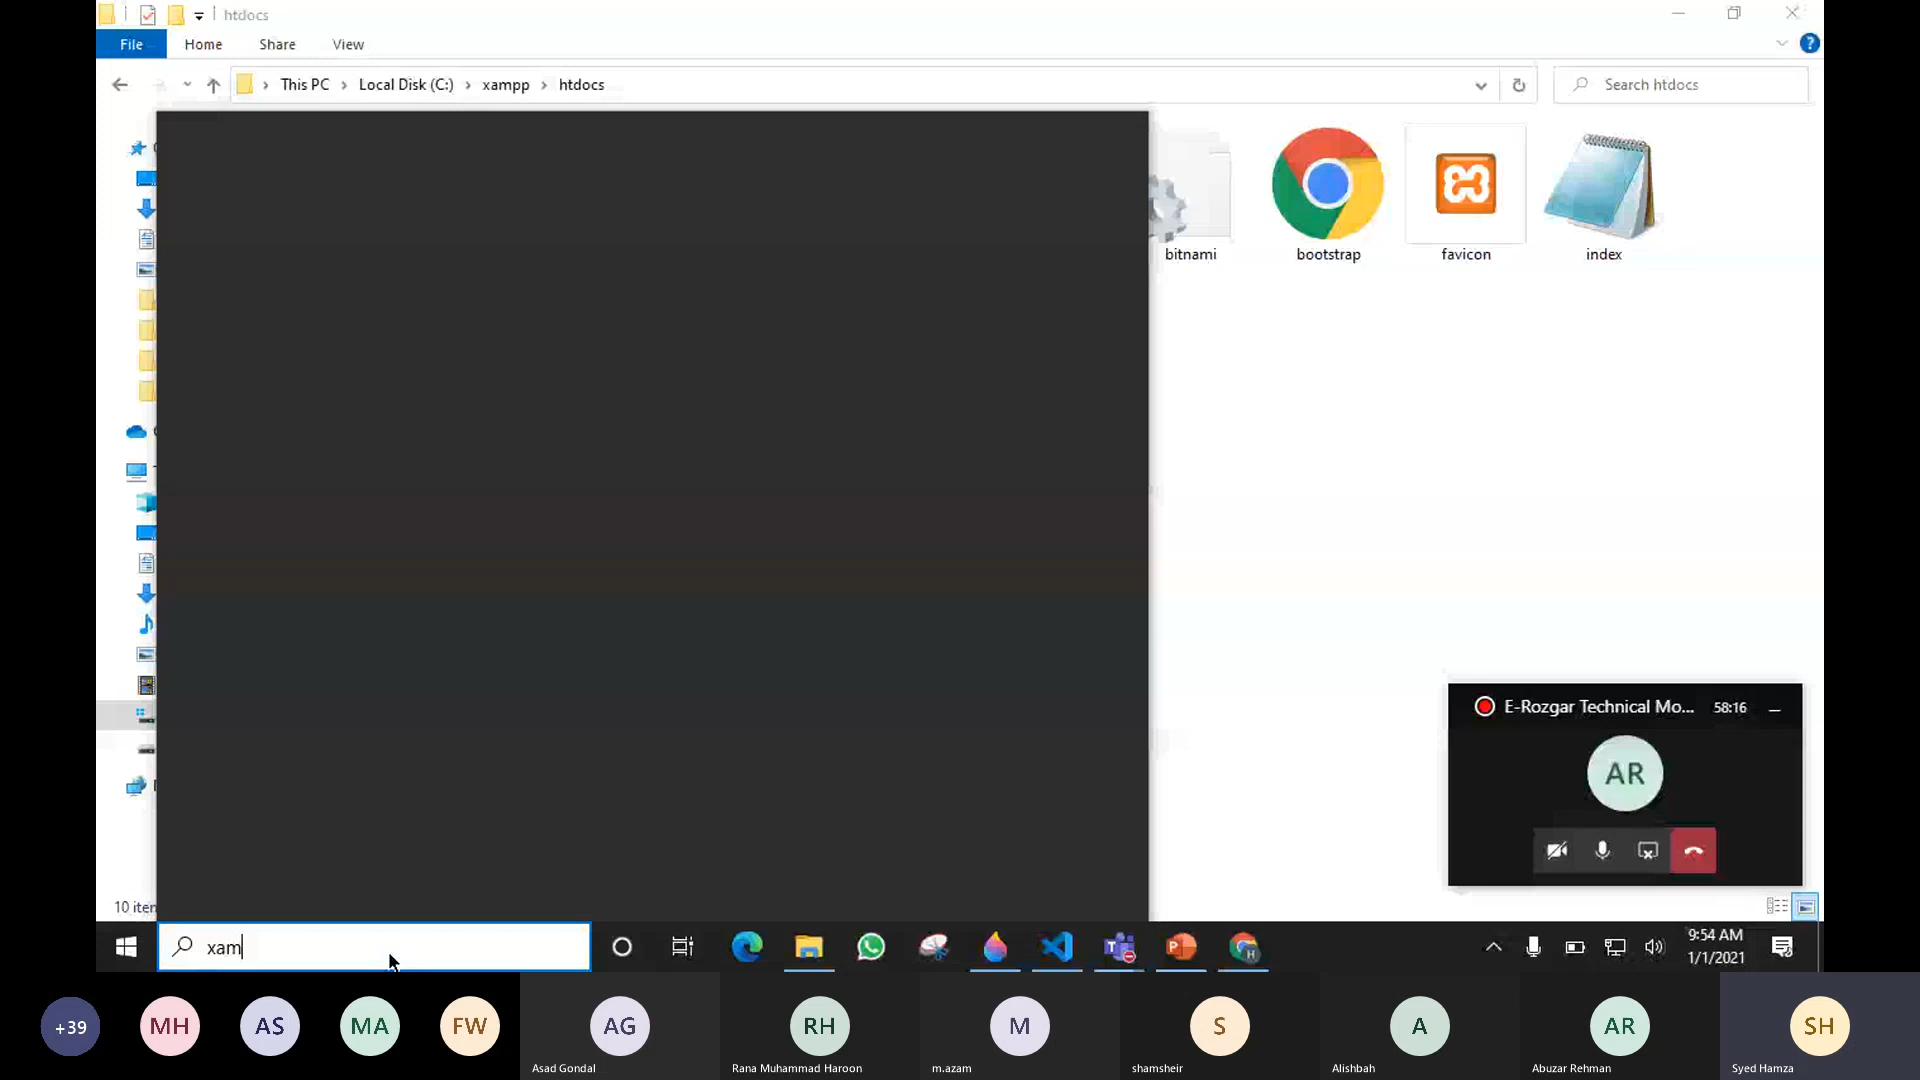 htdocs
File Home Share View
This PC Local Disk (C:) xampp htdocs
Search htdocs
bitnami bootstrap favicon index
E-Rozgar Technical Mo... 58:16
AR
10 iten
xam
9:54 AM
1/1/2021
+39 MH AS MA FW AG RH M S A AR SH
Asad Gondal Rana Muhammad Haroon m.azam shamsheir Alishbah Abuzar Rehman Syed Hamza